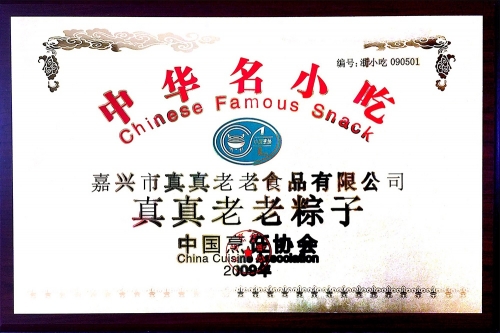 编号:浙小吃 090501
中华名小吃
Chinese Famous Snack
嘉兴市真真老老食品有限公司
真真老老粽子
中国烹饪协会
China Cuisine Association
2009年